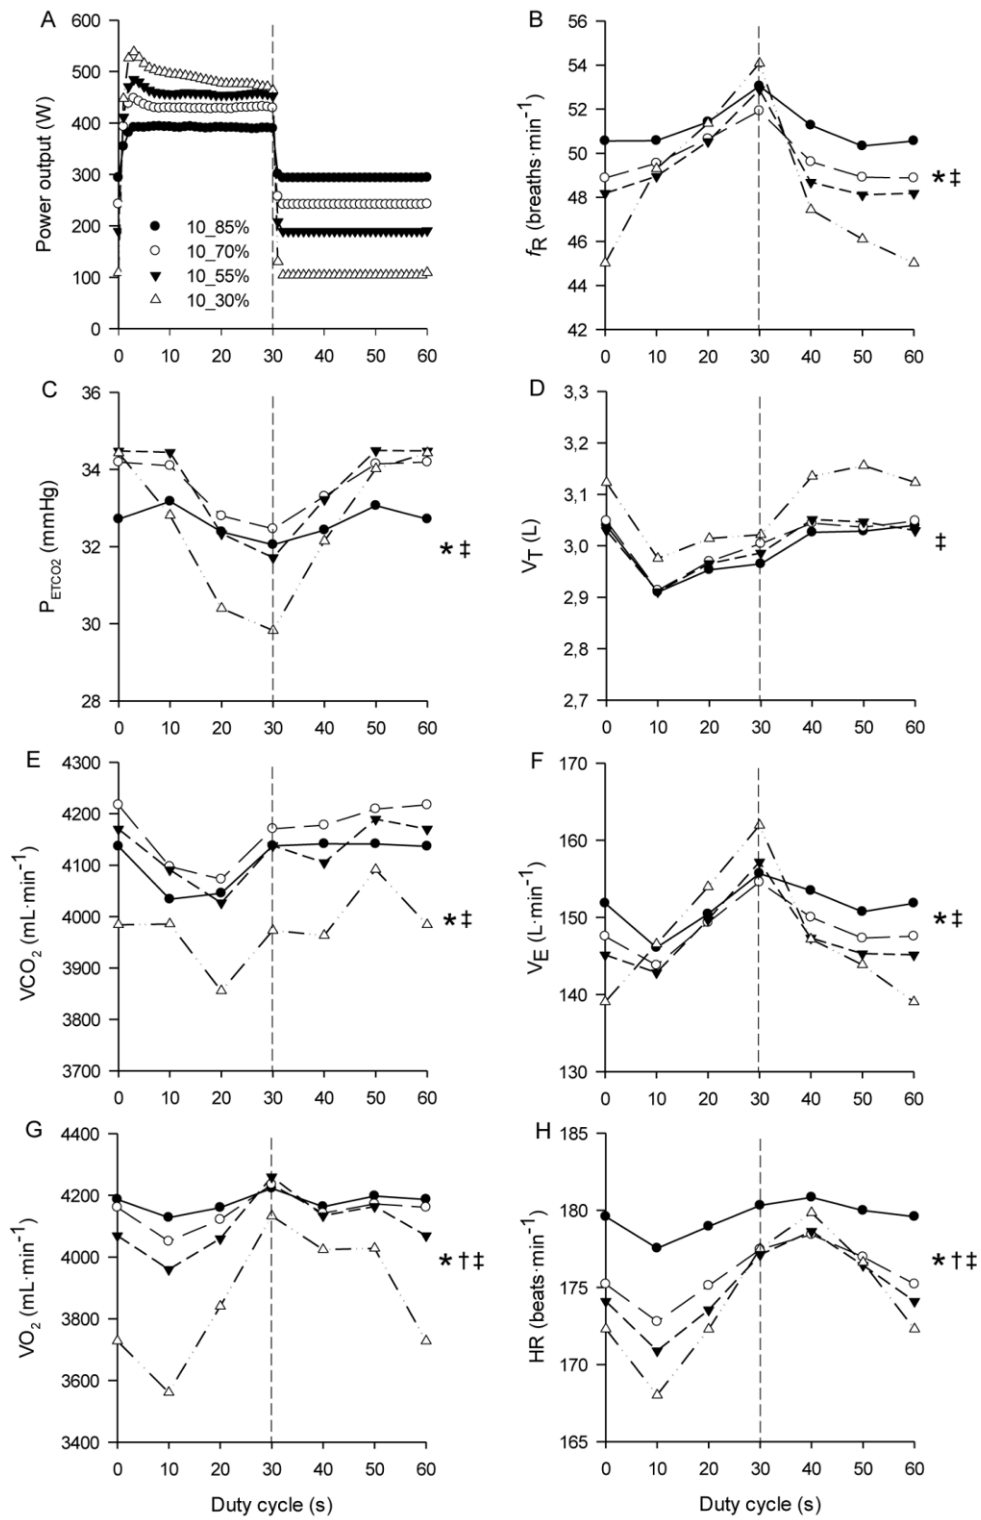 A
Power output (W)
600
500
400
300
200
100
0
10_85%
10_70%
10_55%
10_30%
0 10 20 30 40 50 60
B
fR (breaths·min⁻¹)
56
54
52
50
48
46
44
42
*‡
0 10 20 30 40 50 60
C
PETCO2 (mmHg)
36
34
32
30
28
*‡
0 10 20 30 40 50 60
D
VT (L)
3,3
3,2
3,1
3,0
2,9
2,8
2,7
‡
0 10 20 30 40 50 60
E
VCO₂ (mL·min⁻¹)
4300
4200
4100
4000
3900
3800
3700
*‡
0 10 20 30 40 50 60
F
VE (L·min⁻¹)
170
160
150
140
130
*‡
0 10 20 30 40 50 60
G
VO₂ (mL·min⁻¹)
4400
4200
4000
3800
3600
3400
*†‡
0 10 20 30 40 50 60
Duty cycle (s)
H
HR (beats·min⁻¹)
185
180
175
170
165
*†‡
0 10 20 30 40 50 60
Duty cycle (s)